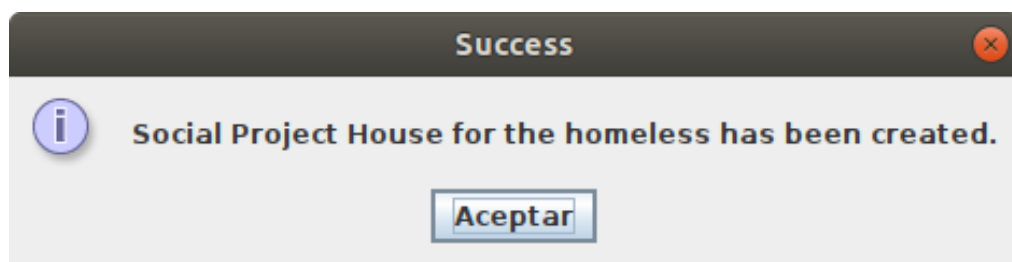 Success
Social Project House for the homeless has been created.
Aceptar